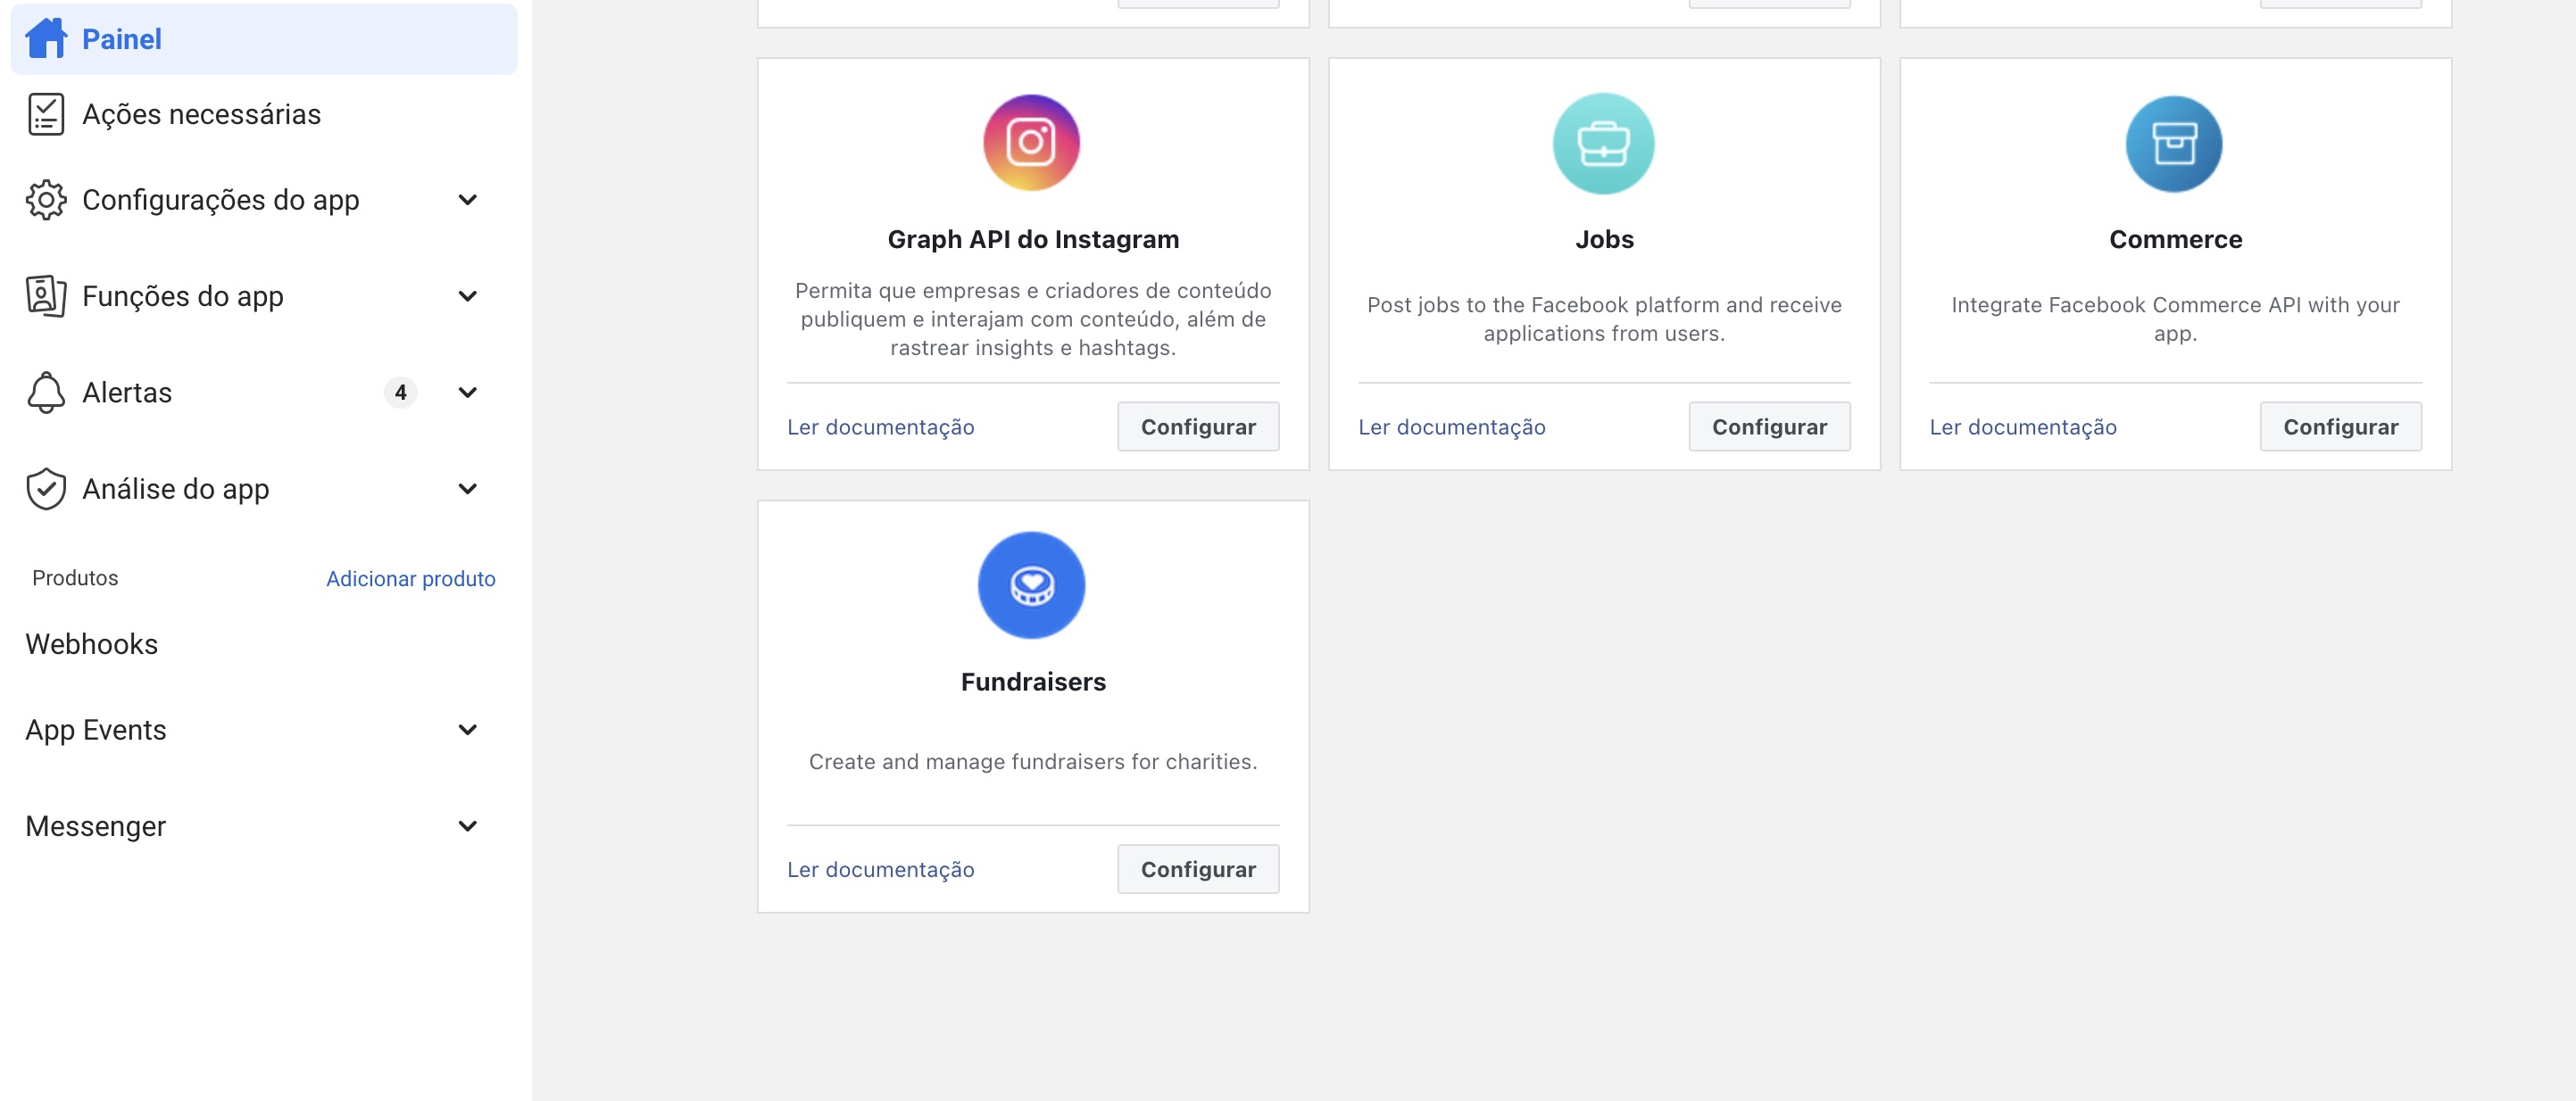 Painel
Ações necessárias
Configurações do app
Funções do app
Alertas 4
Análise do app
Produtos Adicionar produto
Webhooks
App Events
Messenger
Graph API do Instagram
Permita que empresas e criadores de conteúdo
publiquem e interajam com conteúdo, além de
rastrear insights e hashtags.
Ler documentação Configurar
Jobs
Post jobs to the Facebook platform and receive
applications from users.
Ler documentação Configurar
Commerce
Integrate Facebook Commerce API with your
app.
Ler documentação Configurar
Fundraisers
Create and manage fundraisers for charities.
Ler documentação Configurar